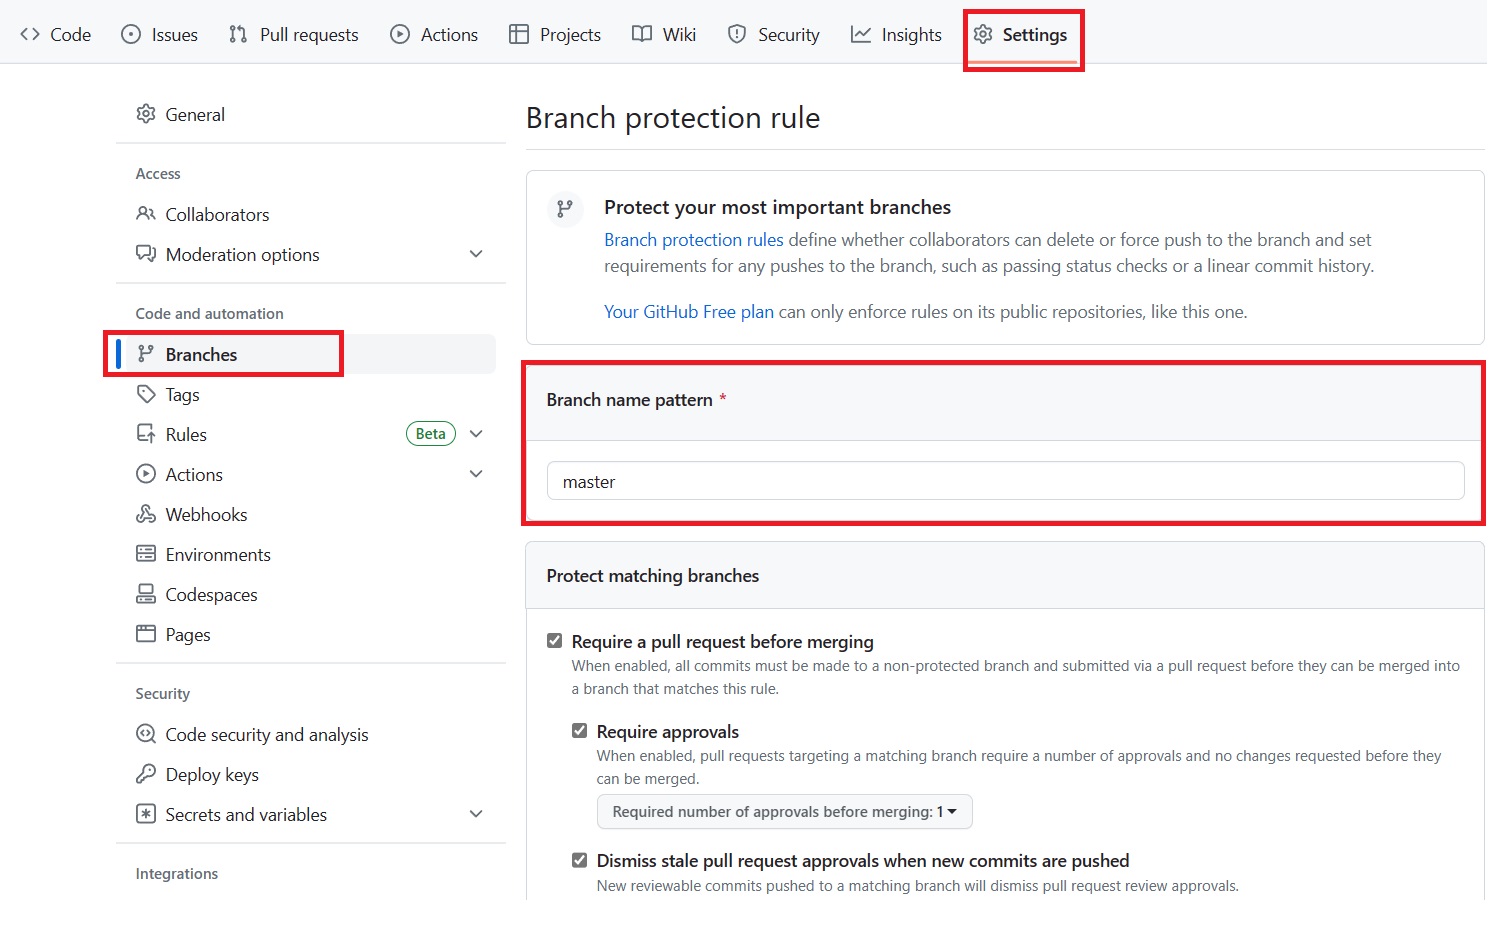 Code Issues Pull requests Actions Projects Wiki Security Insights Settings
General
Access
Collaborators
Moderation options
Code and automation
Branches
Tags
Rules Beta
Actions
Webhooks
Environments
Codespaces
Pages
Security
Code security and analysis
Deploy keys
Secrets and variables
Integrations
Branch protection rule
Protect your most important branches
Branch protection rules define whether collaborators can delete or force push to the branch and set
requirements for any pushes to the branch, such as passing status checks or a linear commit history.
Your GitHub Free plan can only enforce rules on its public repositories, like this one.
Branch name pattern *
master
Protect matching branches
Require a pull request before merging
When enabled, all commits must be made to a non-protected branch and submitted via a pull request before they can be merged into
a branch that matches this rule.
Require approvals
When enabled, pull requests targeting a matching branch require a number of approvals and no changes requested before they
can be merged.
Required number of approvals before merging: 1
Dismiss stale pull request approvals when new commits are pushed
New reviewable commits pushed to a matching branch will dismiss pull request review approvals.